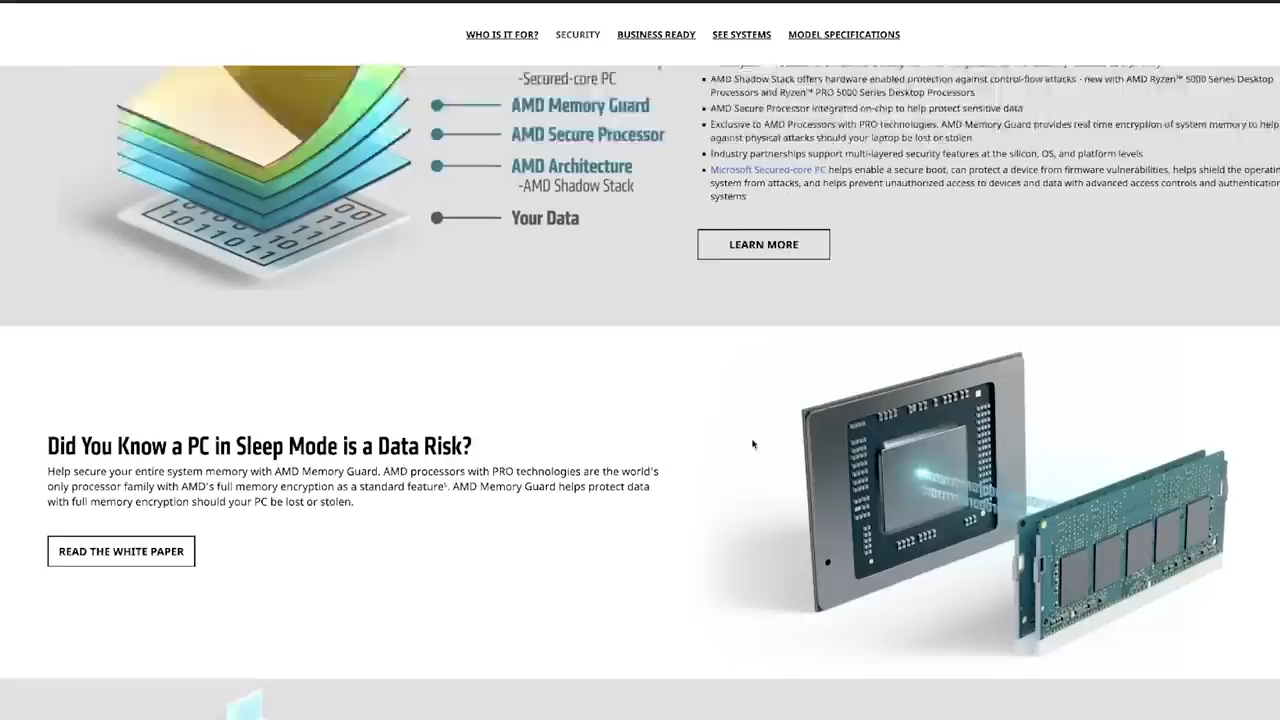 WHO IS IT FOR? SECURITY BUSINESS READY SEE SYSTEMS MODEL SPECIFICATIONS
-Secured-core PC
AMD Memory Guard
AMD Secure Processor
AMD Architecture
-AMD Shadow Stack
Your Data
AMD Shadow Stack offers hardware enabled protection against control-flow attacks - new with AMD Ryzen™ 5000 Series Desktop
Processors and Ryzen™ PRO 5000 Series Desktop Processors
AMD Secure Processor integrated on-chip to help protect sensitive data
Exclusive to AMD Processors with PRO technologies. AMD Memory Guard provides real time encryption of system memory to help
against physical attacks should your laptop be lost or stolen
Industry partnerships support multi-layered security features at the silicon, OS, and platform levels
Microsoft Secured-core PC helps enable a secure boot, can protect a device from firmware vulnerabilities, helps shield the operatin
system from attacks, and helps prevent unauthorized access to devices and data with advanced access controls and authentication
systems
LEARN MORE
Did You Know a PC in Sleep Mode is a Data Risk?
Help secure your entire system memory with AMD Memory Guard. AMD processors with PRO technologies are the world's
only processor family with AMD's full memory encryption as a standard feature⁵. AMD Memory Guard helps protect data
with full memory encryption should your PC be lost or stolen.
READ THE WHITE PAPER